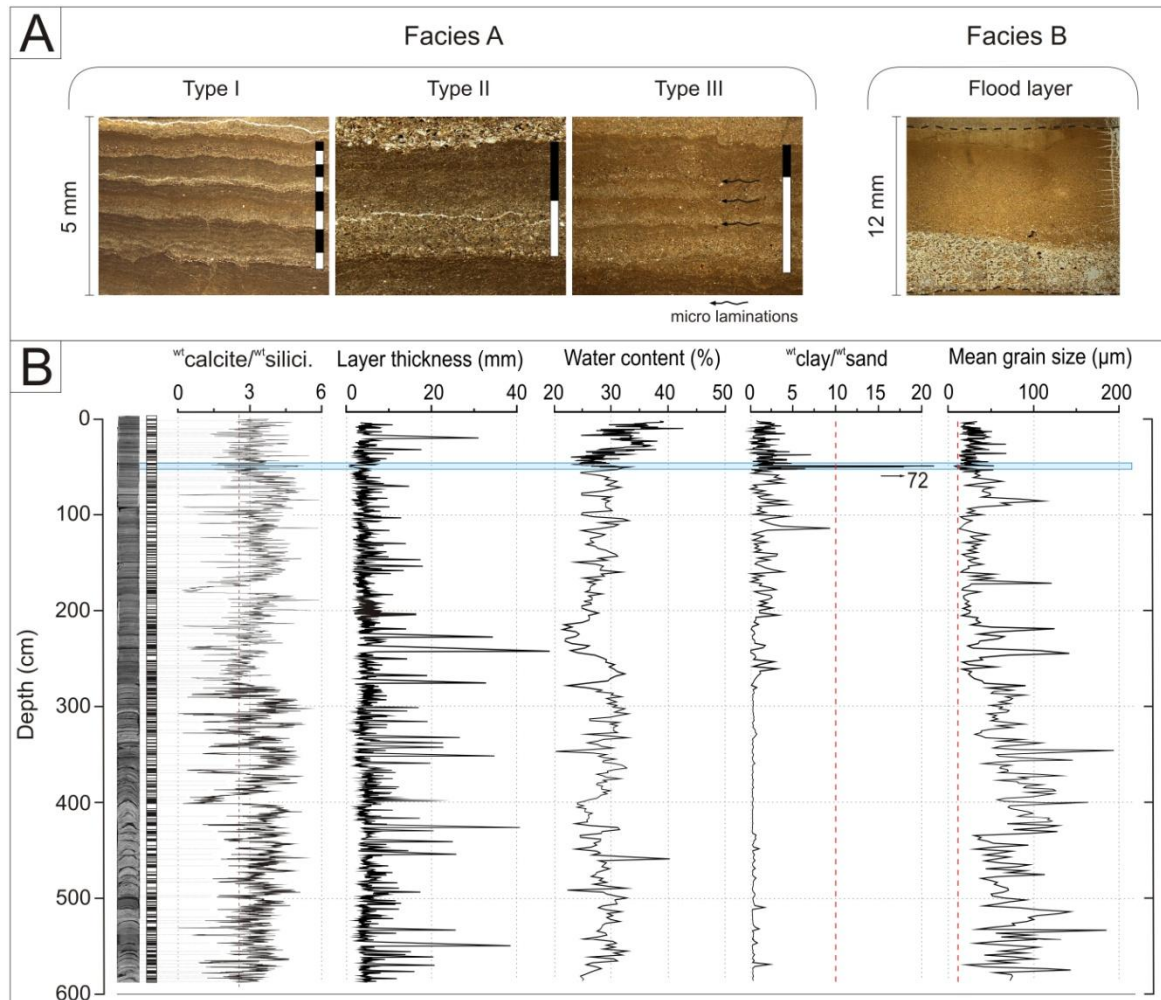 A
Facies A
Facies B
Type I
Type II
Type III
Flood layer
5 mm
12 mm
micro laminations
B
wtcalcite/wtsilici.
Layer thickness (mm)
Water content (%)
wtclay/wtsand
Mean grain size (µm)
0 3 6
0 20 40
20 30 40 50
0 5 10 15 20
0 100 200
Depth (cm)
0
72
100
200
300
400
500
600